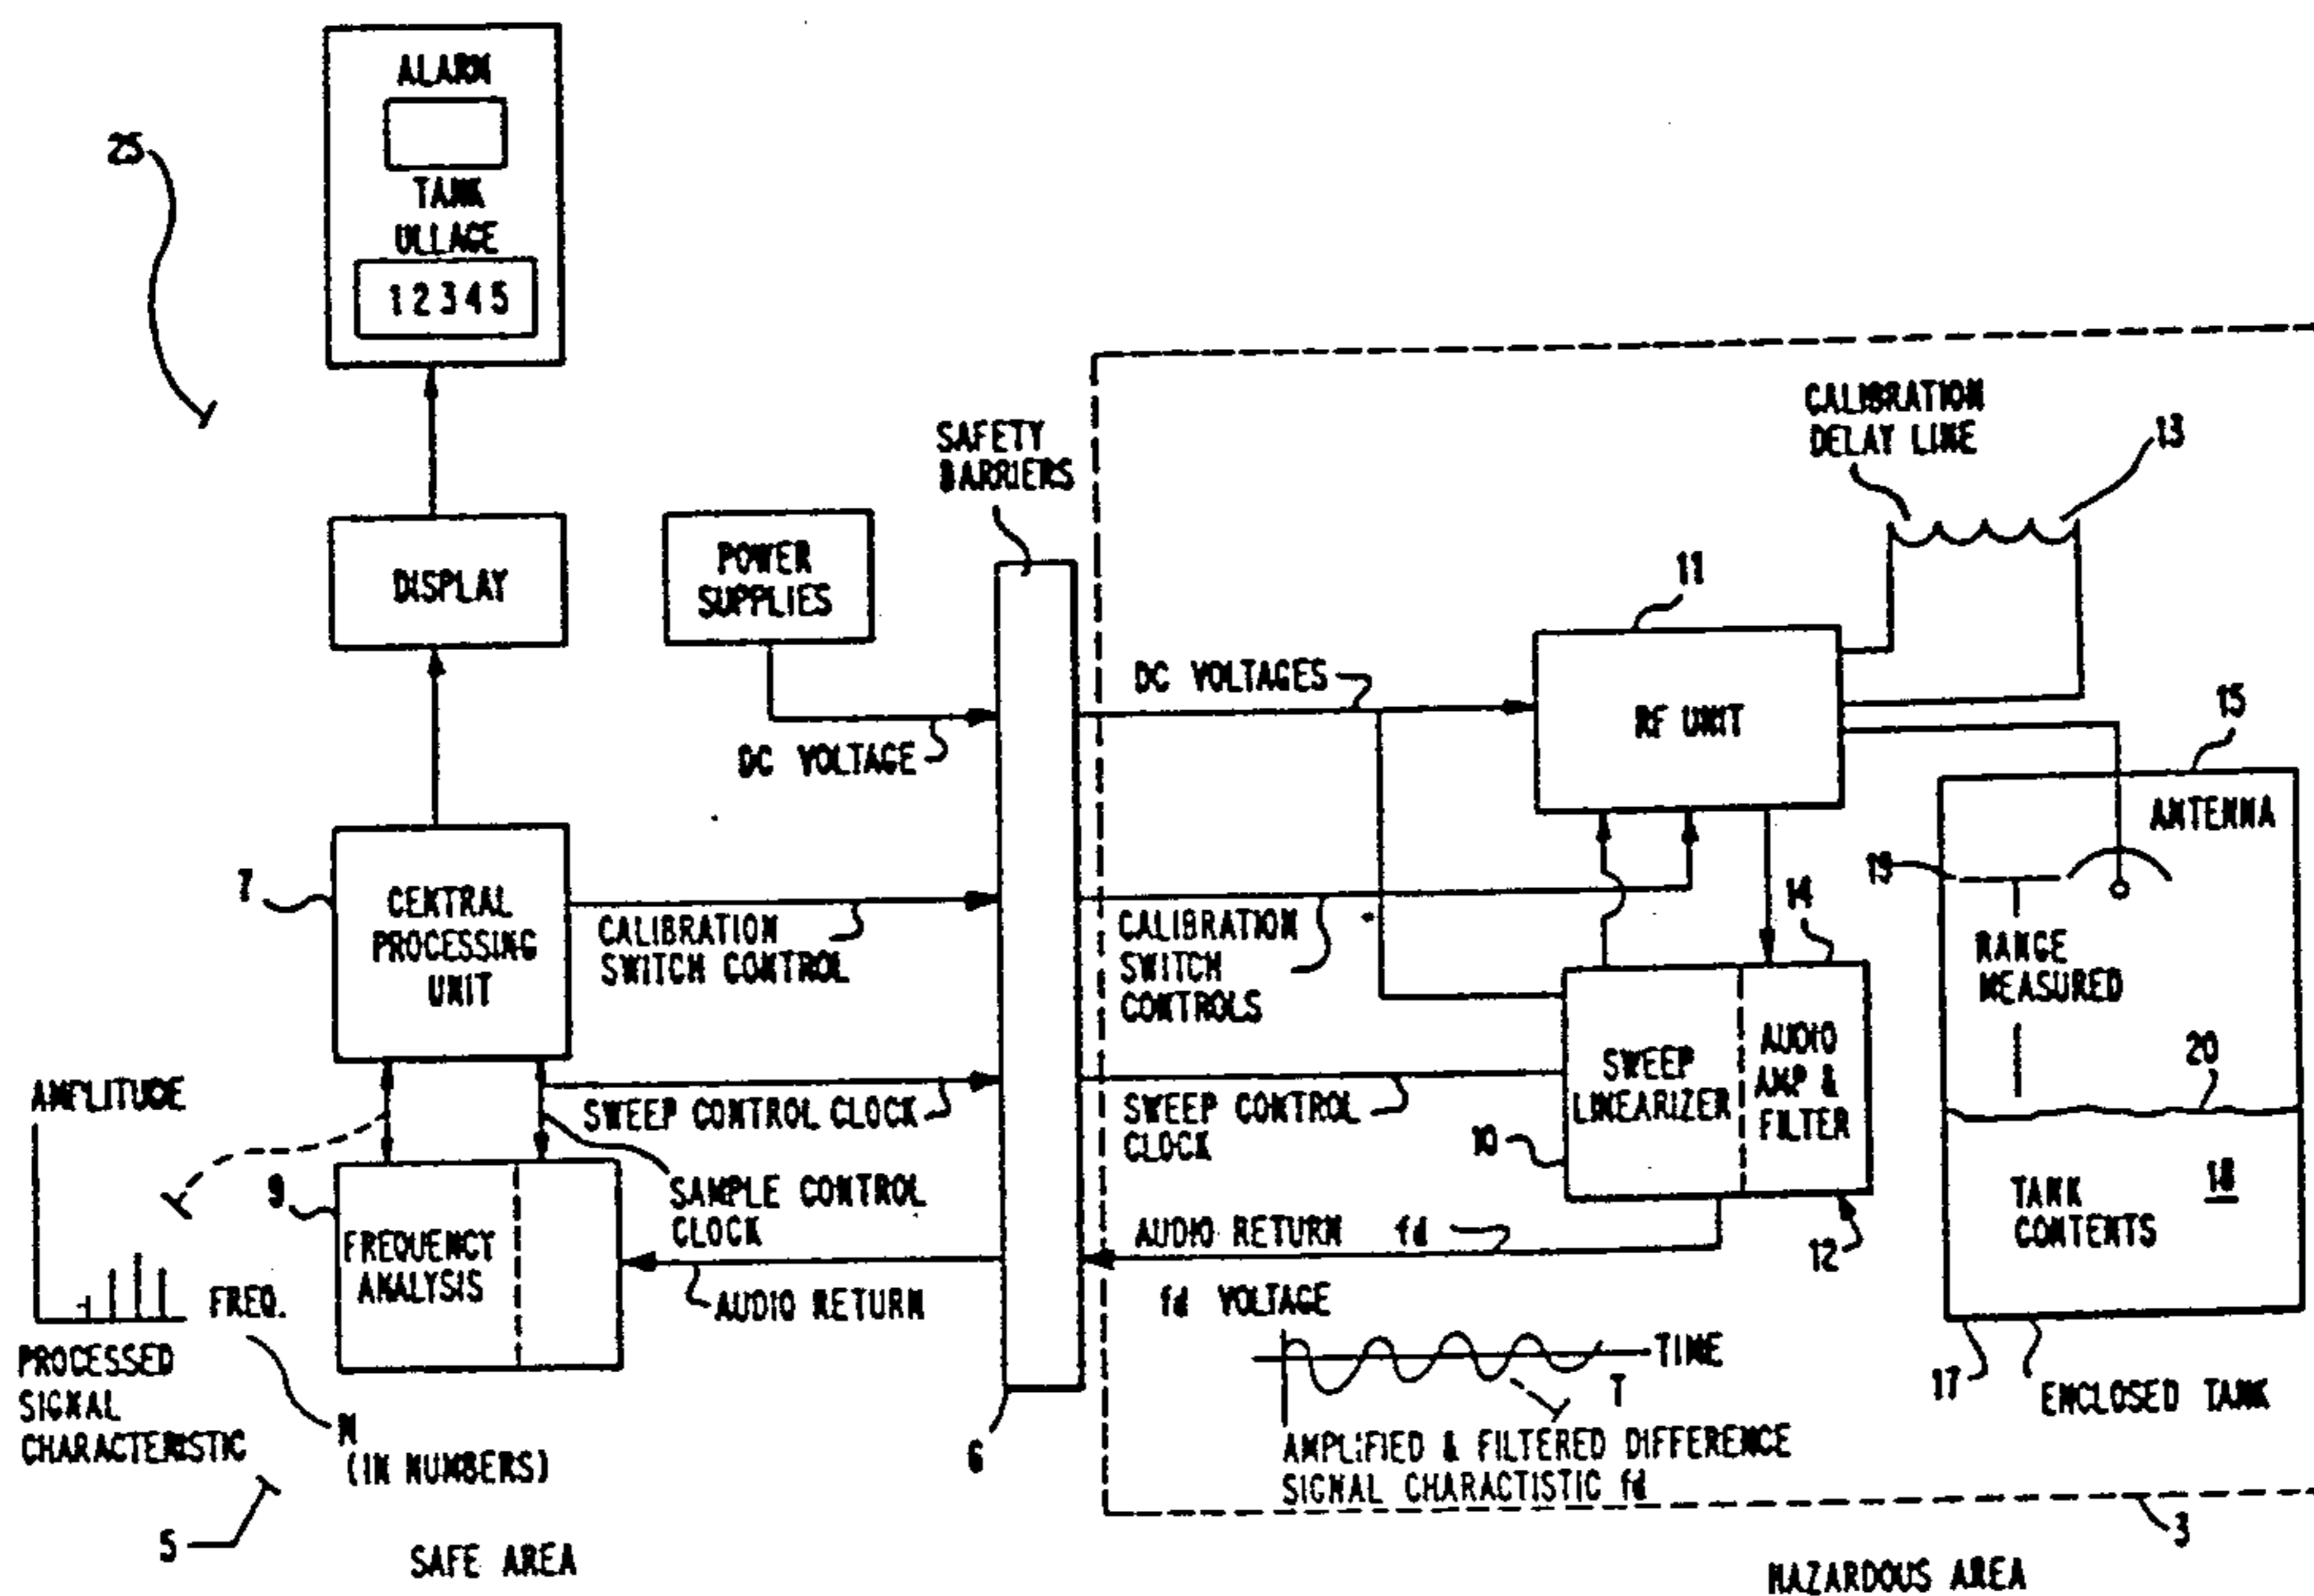 25
ALARM
TANK
ULLAGE
12345
DISPLAY
POWER
SUPPLIES
SAFETY
BARRIERS
DC VOLTAGE
7
CENTRAL
PROCESSING
UNIT
CALIBRATION
SWITCH CONTROL
SWEEP CONTROL CLOCK
SAMPLE CONTROL
CLOCK
AMPLITUDE
FREQ.
PROCESSED
SIGNAL
CHARACTERISTIC
N
(IN NUMBERS)
9
FREQUENCY
ANALYSIS
AUDIO RETURN
5
SAFE AREA
6
CALIBRATION
DELAY LINE
13
11
DC VOLTAGES
RF UNIT
15
ANTENNA
19
RANGE
MEASURED
CALIBRATION
SWITCH
CONTROLS
14
SWEEP
LINEARIZER
AUDIO
AMP &
FILTER
10
12
SWEEP CONTROL
CLOCK
20
18
TANK
CONTENTS
17
ENCLOSED TANK
AUDIO RETURN fd
fd VOLTAGE
TIME
T
AMPLIFIED & FILTERED DIFFERENCE
SIGNAL CHARACTISTIC fd
3
HAZARDOUS AREA